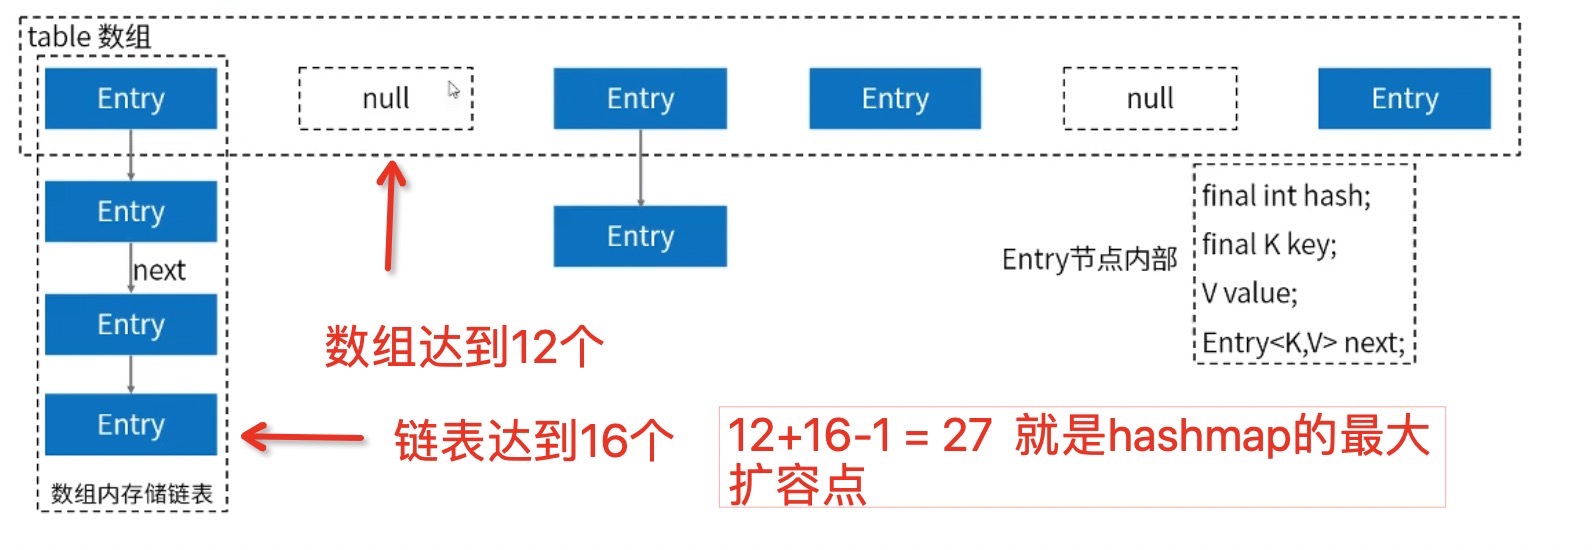 table 数组
Entry
null
Entry
Entry
null
Entry
Entry
next
Entry
Entry
数组内存储链表
Entry
Entry节点内部
final int hash;
final K key;
V value;
Entry<K,V> next;
数组达到12个
链表达到16个
12+16-1 = 27 就是hashmap的最大
扩容点